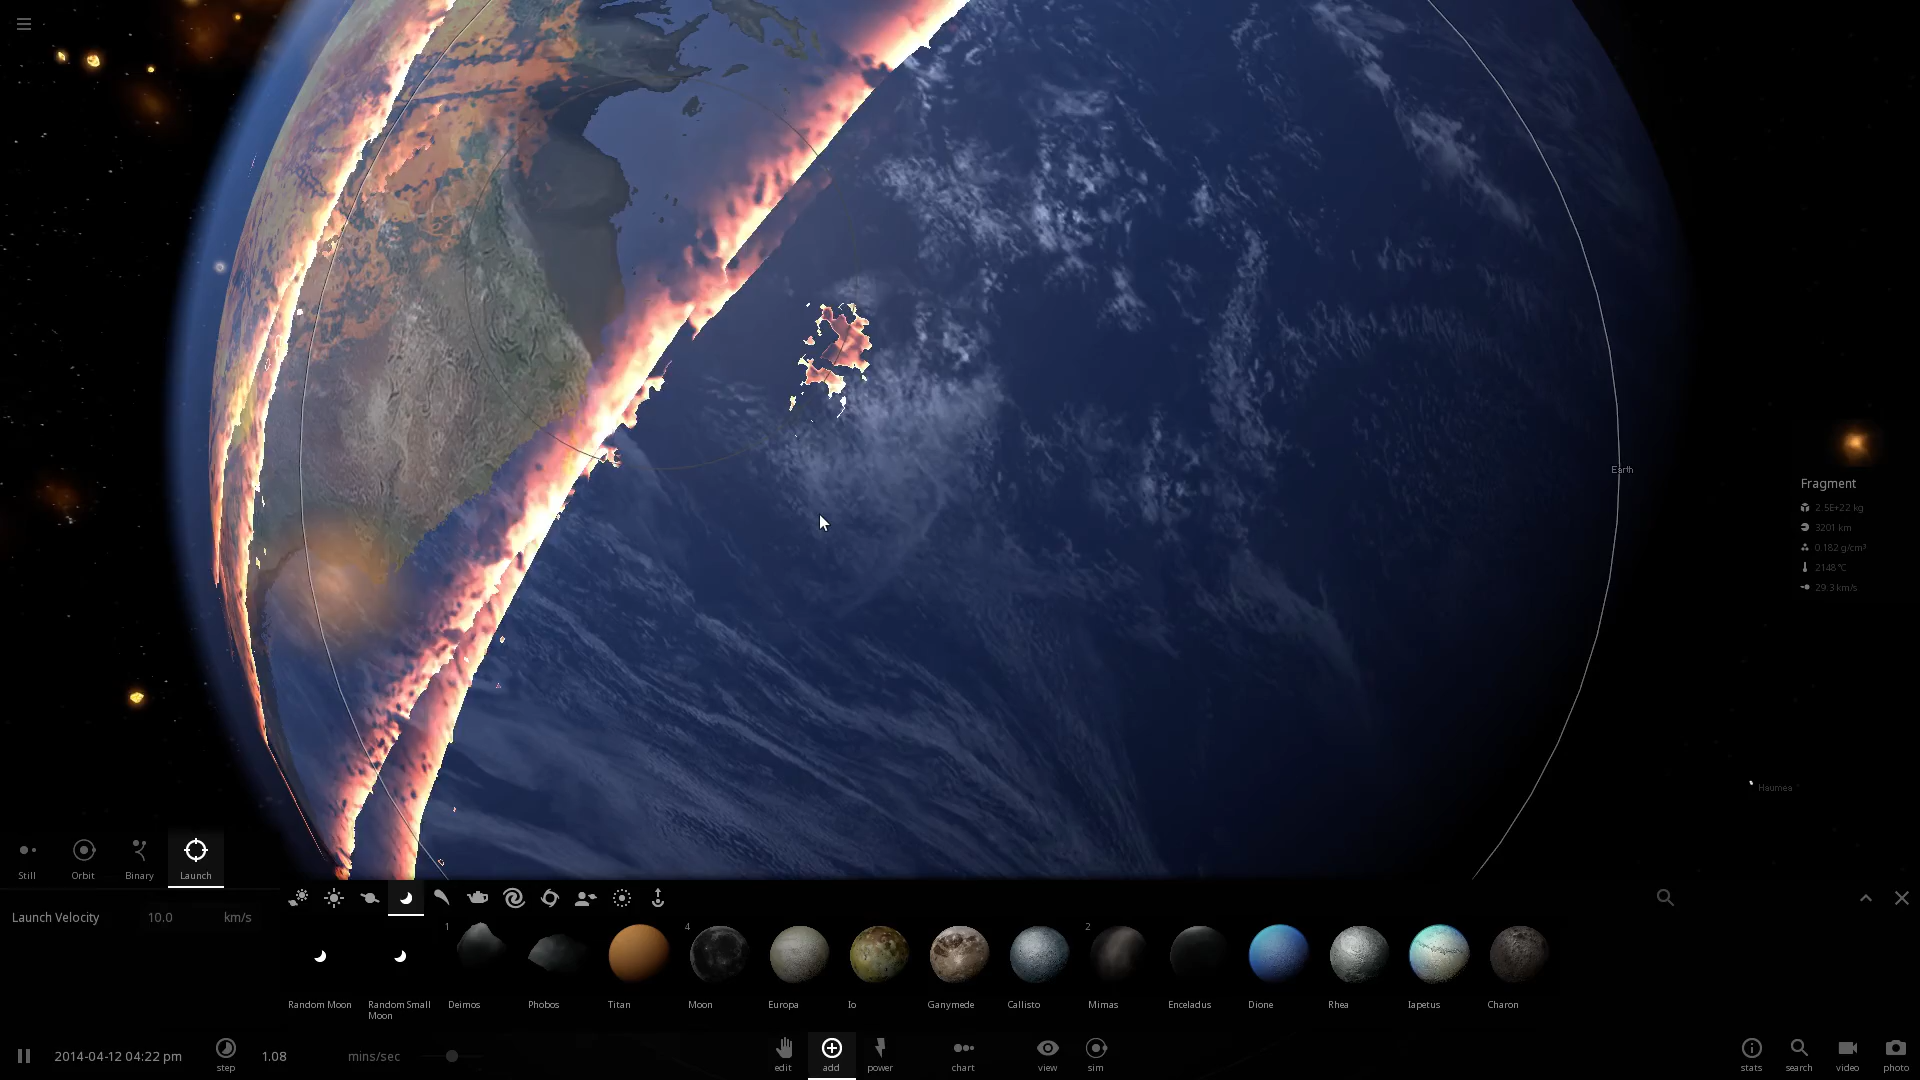 Earth
Fragment
2.5E+22 kg
3201 km
0.182 g/cm³
2148 °C
29.3 km/s
Haumea
Still
Orbit
Binary
Launch
Launch Velocity 10.0 km/s
1
4
2
Random Moon
Random Small
Moon
Deimos
Phobos
Titan
Moon
Europa
Io
Ganymede
Callisto
Mimas
Enceladus
Dione
Rhea
Iapetus
Charon
2014-04-12 04:22 pm
step
1.08 mins/sec
edit
add
power
chart
view
sim
stats
search
video
photo